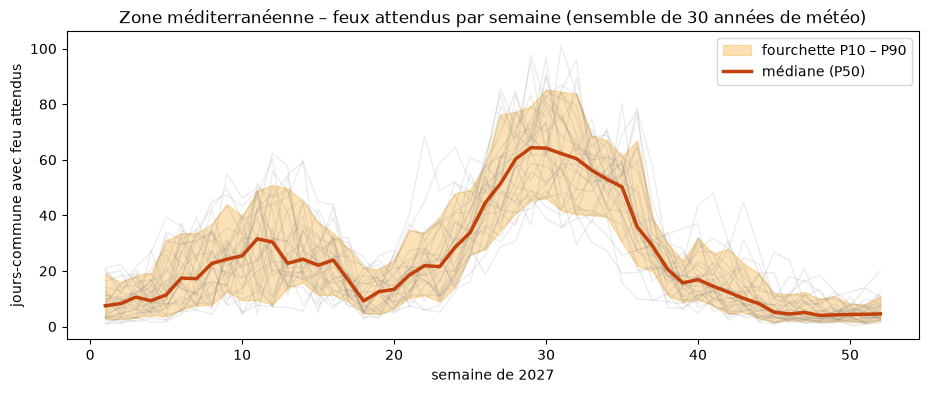 Zone méditerranéenne – feux attendus par semaine (ensemble de 30 années de météo)
fourchette P10 – P90
médiane (P50)
jours-commune avec feu attendus
100
80
60
40
20
0
0 10 20 30 40 50
semaine de 2027